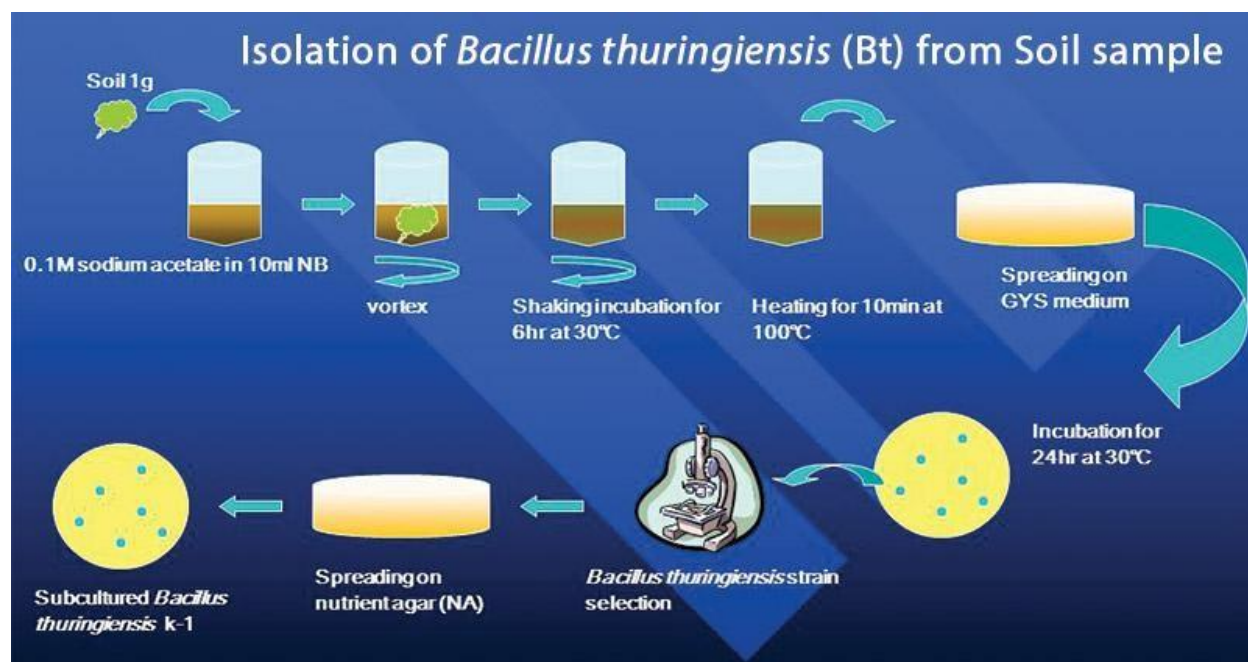 Isolation of Bacillus thuringiensis (Bt) from Soil sample
Soil 1g
0.1M sodium acetate in 10ml NB
vortex
Shaking incubation for
6hr at 30℃
Heating for 10min at
100℃
Spreading on
GYS medium
Incubation for
24hr at 30℃
Bacillus thuringiensis strain
selection
Spreading on
nutrient agar (NA)
Subcultured Bacillus
thuringiensis k-1